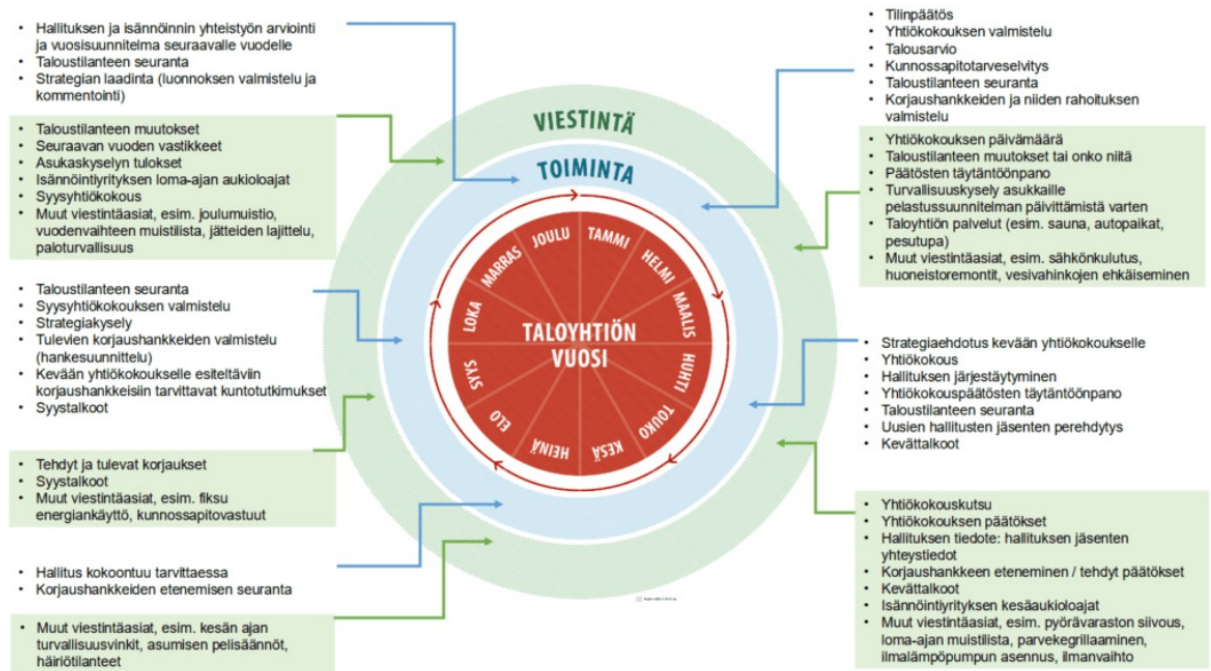 • Hallituksen ja isännöinnin yhteistyön arviointi
ja vuosisuunnitelma seuraavalle vuodelle
• Taloustilanteen seuranta
• Strategian laadinta (luonnoksen valmistelu ja
kommentointi)
• Taloustilanteen muutokset
• Seuraavan vuoden vastikkeet
• Asukaskyselyn tulokset
• Isännöintiyrityksen loma-ajan aukioloajat
• Syysyhtiökokous
• Muut viestintäasiat, esim. joulumuistio,
vuodenvaihteen muistilista, jätteiden lajittelu,
paloturvallisuus
• Taloustilanteen seuranta
• Syysyhtiökokouksen valmistelu
• Strategiakysely
• Tulevien korjaushankkeiden valmistelu
(hankesuunnittelu)
• Kevään yhtiökokoukselle esiteltäviin
korjaushankkeisiin tarvittavat kuntotutkimukset
• Syystalkoot
• Tehdyt ja tulevat korjaukset
• Syystalkoot
• Muut viestintäasiat, esim. fiksu
energiankäyttö, kunnossapitovastuut
• Hallitus kokoontuu tarvittaessa
• Korjaushankkeiden etenemisen seuranta
• Muut viestintäasiat, esim. kesän ajan
turvallisuusvinkit, asumisen pelisäännöt,
häiriötilanteet
VIESTINTÄ
TOIMINTA
TAMMI
HELMI
MAALIS
HUHTI
TOUKO
KESÄ
HEINÄ
ELO
SYYS
LOKA
MARRAS
JOULU
TALOYHTIÖN
VUOSI
• Tilinpäätös
• Yhtiökokouksen valmistelu
• Talousarvio
• Kunnossapitotarveselvitys
• Taloustilanteen seuranta
• Korjaushankkeiden ja niiden rahoituksen
valmistelu
• Yhtiökokouksen päivämäärä
• Taloustilanteen muutokset tai onko niitä
• Päätösten täytäntöönpano
• Turvallisuuskysely asukkaille
pelastussuunnitelman päivittämistä varten
• Taloyhtiön palvelut (esim. sauna, autopaikat,
pesutupa)
• Muut viestintäasiat, esim. sähkönkulutus,
huoneistoremontit, vesivahinkojen ehkäiseminen
• Strategiaehdotus kevään yhtiökokoukselle
• Yhtiökokous
• Hallituksen järjestäytyminen
• Yhtiökokouspäätösten täytäntöönpano
• Taloustilanteen seuranta
• Uusien hallitusten jäsenten perehdytys
• Kevättalkoot
• Yhtiökokouskutsu
• Yhtiökokouksen päätökset
• Hallituksen tiedote: hallituksen jäsenten
yhteystiedot
• Korjaushankkeen eteneminen / tehdyt päätökset
• Kevättalkoot
• Isännöintiyrityksen kesäaukioloajat
• Muut viestintäasiat, esim. pyörävaraston siivous,
loma-ajan muistilista, parvekegrillaaminen,
ilmalämpöpumpun asennus, ilmanvaihto